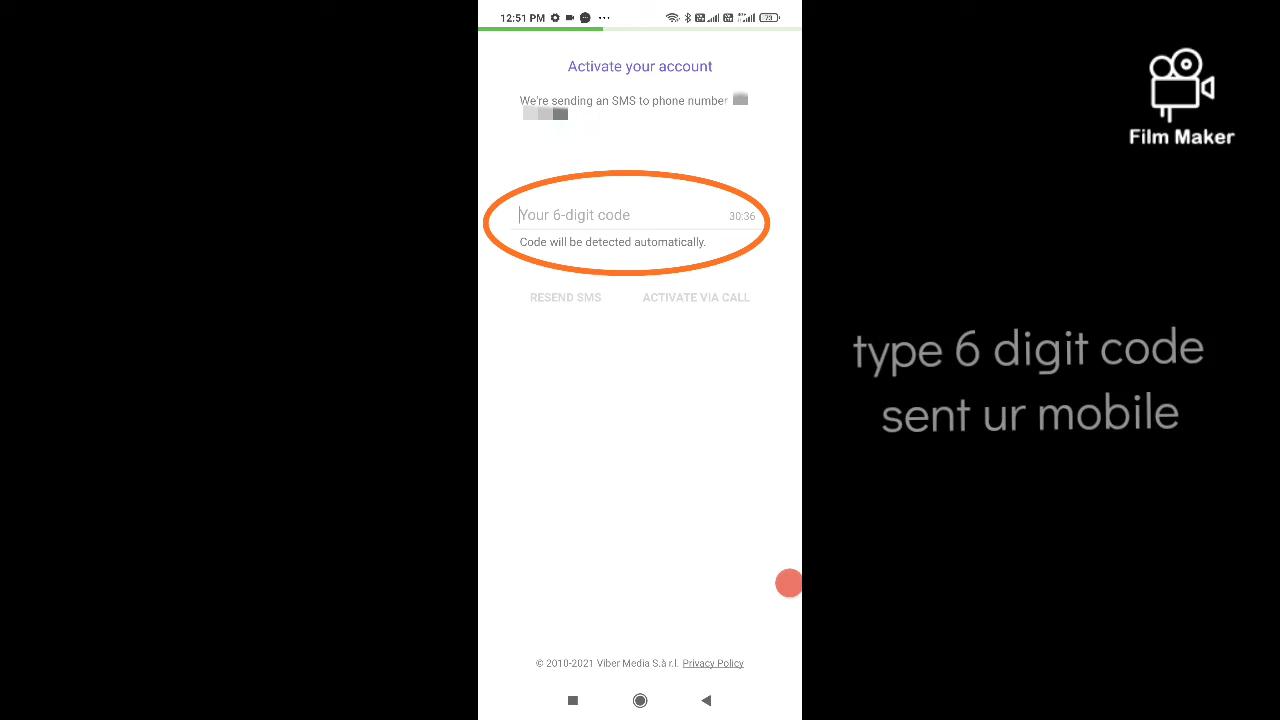 12:51 PM
73
Activate your account
We're sending an SMS to phone number
Your 6-digit code
30:36
Code will be detected automatically.
RESEND SMS
ACTIVATE VIA CALL
© 2010-2021 Viber Media S.à r.l. Privacy Policy
Film Maker
type 6 digit code
sent ur mobile